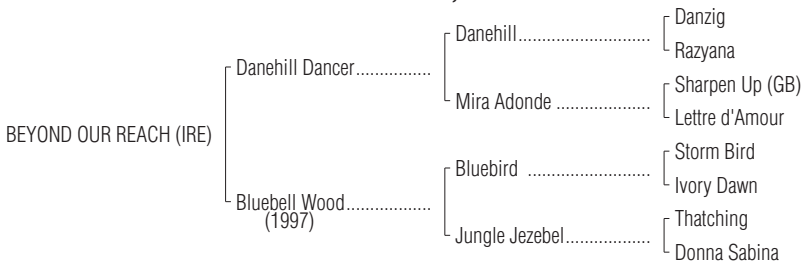 Danzig
Danehill.............................
Razyana
Danehill Dancer................
Sharpen Up (GB)
Mira Adonde ....................
Lettre d'Amour
BEYOND OUR REACH (IRE)
Storm Bird
Bluebird ..........................
Ivory Dawn
Bluebell Wood..................
(1997)
Thatching
Jungle Jezebel..................
Donna Sabina